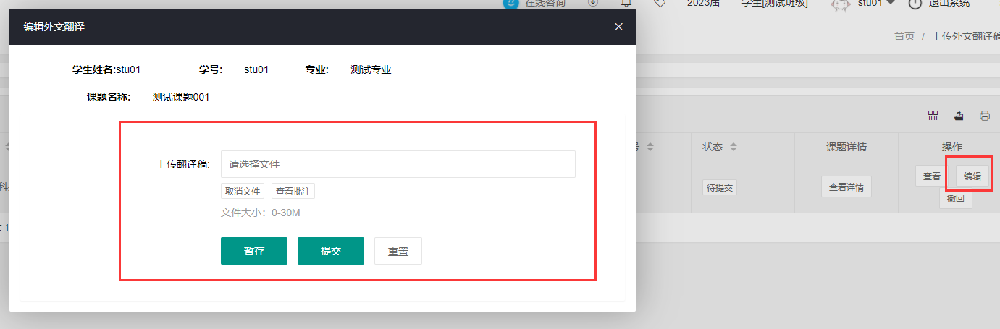 在线咨询
2023届
学生[测试班级]
stu01
退出系统
编辑外文翻译
首页 / 上传外文翻译稿
学生姓名:stu01 学号: stu01 专业: 测试专业
课题名称: 测试课题001
号 状态 课题详情 操作
上传翻译稿: 请选择文件
取消文件 查看批注
文件大小：0-30M
暂存 提交 重置
待提交
查看详情
查看 编辑
撤回